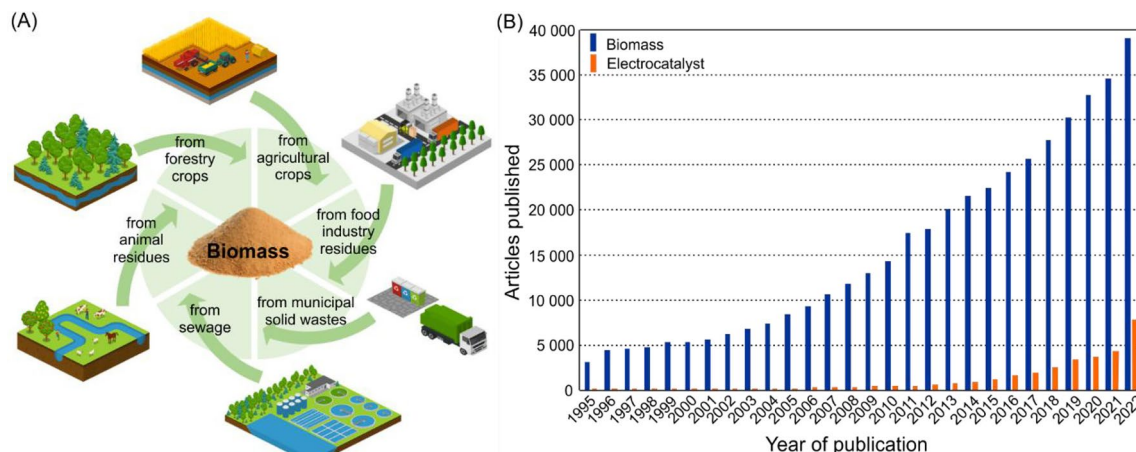 (A)
from
forestry
crops
from
agricultural
crops
from
animal
residues
Biomass
from food
industry
residues
from
sewage
from municipal
solid wastes
(B)
Biomass
Electrocatalyst
Articles published
40 000
35 000
30 000
25 000
20 000
15 000
10 000
5 000
0
1995
1996
1997
1998
1999
2000
2001
2002
2003
2004
2005
2006
2007
2008
2009
2010
2011
2012
2013
2014
2015
2016
2017
2018
2019
2020
2021
2022
Year of publication